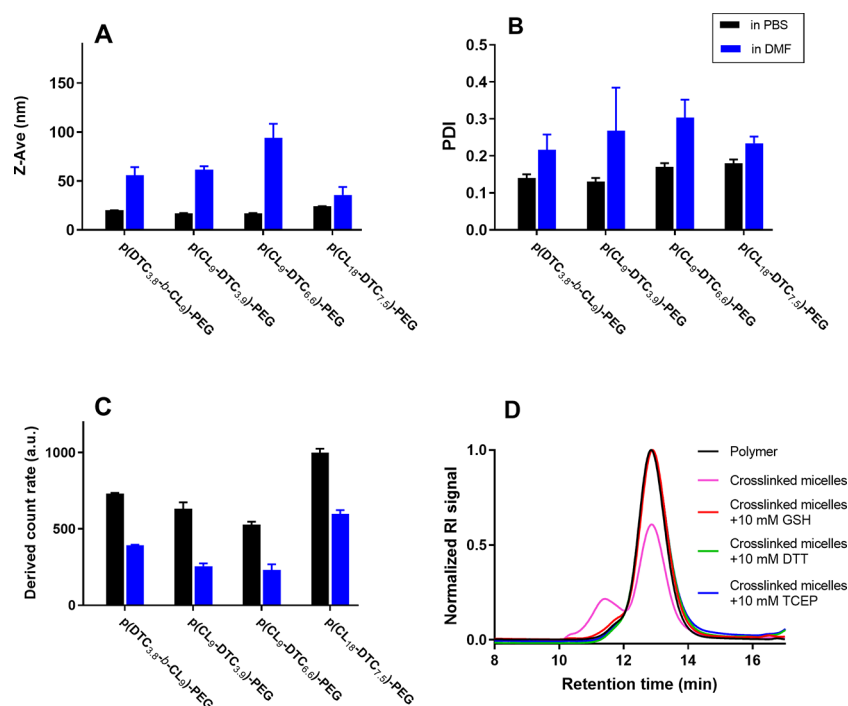 A
Z-Ave (nm)
150
100
50
0
p(DTC3.8-b-CL9)-PEG
p(CL9-DTC3.9)-PEG
p(CL9-DTC6.6)-PEG
p(CL18-DTC7.5)-PEG
B
in PBS
in DMF
PDI
0.5
0.4
0.3
0.2
0.1
0.0
p(DTC3.8-b-CL9)-PEG
p(CL9-DTC3.9)-PEG
p(CL9-DTC6.6)-PEG
p(CL18-DTC7.5)-PEG
C
Derived count rate (a.u.)
1000
500
0
p(DTC3.8-b-CL9)-PEG
p(CL9-DTC3.9)-PEG
p(CL9-DTC6.6)-PEG
p(CL18-DTC7.5)-PEG
D
Normalized RI signal
1.0
0.5
0.0
8 10 12 14 16
Retention time (min)
Polymer
Crosslinked micelles
Crosslinked micelles
+10 mM GSH
Crosslinked micelles
+10 mM DTT
Crosslinked micelles
+10 mM TCEP